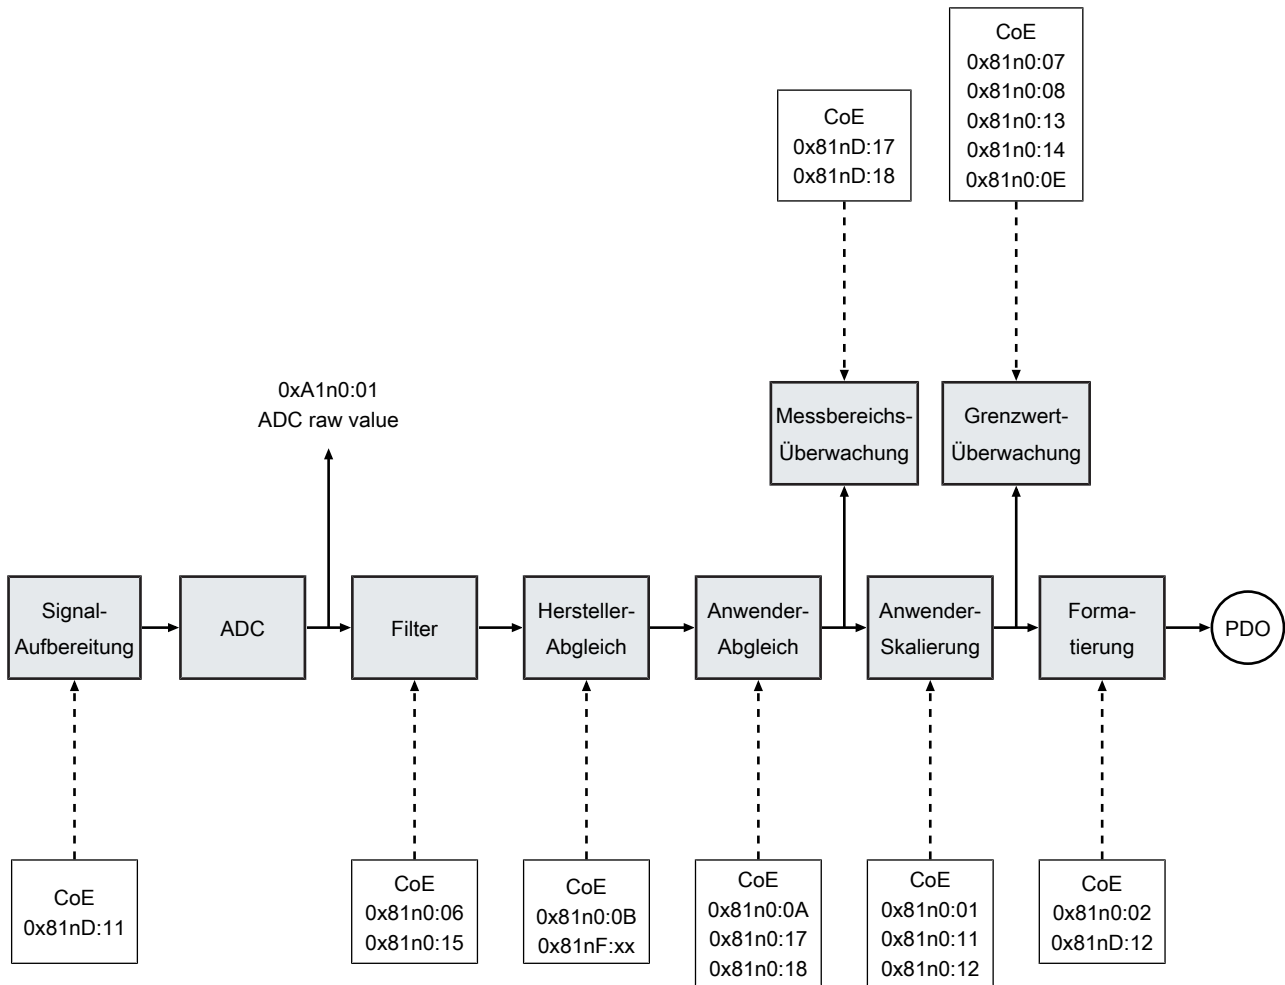 CoE
0x81n0:07
0x81n0:08
0x81n0:13
0x81n0:14
0x81n0:0E
CoE
0x81nD:17
0x81nD:18
0xA1n0:01
ADC raw value
Messbereichs-
Überwachung
Grenzwert-
Überwachung
Signal-
Aufbereitung
ADC
Filter
Hersteller-
Abgleich
Anwender-
Abgleich
Anwender-
Skalierung
Forma-
tierung
PDO
CoE
0x81nD:11
CoE
0x81n0:06
0x81n0:15
CoE
0x81n0:0B
0x81nF:xx
CoE
0x81n0:0A
0x81n0:17
0x81n0:18
CoE
0x81n0:01
0x81n0:11
0x81n0:12
CoE
0x81n0:02
0x81nD:12